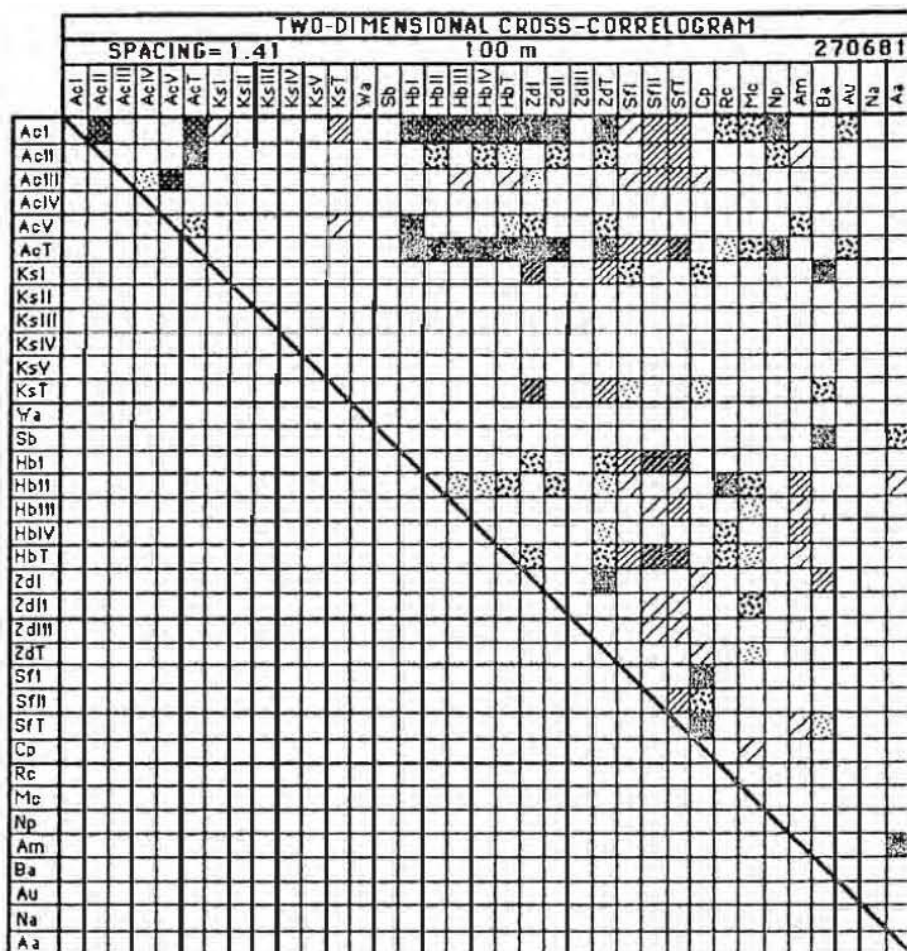 TWO-DIMENSIONAL CROSS-CORRELOGRAM
SPACING= 1.41 100 m 270681
AcI AcII AcIII AcIV AcV AcT KsI KsII KsIII KsIV KsV KsT Wa Sb HbI HbII HbIII HbIV HbT ZdI ZdII ZdIII ZdT SfI SfII SfT Cp Rc Mc Np Am Ba Au Na Aa
AcI
AcII
AcIII
AcIV
AcV
AcT
KsI
KsII
KsIII
KsIV
KsV
KsT
Wa
Sb
HbI
HbII
HbIII
HbIV
HbT
ZdI
ZdII
ZdIII
ZdT
SfI
SfII
SfT
Cp
Rc
Mc
Np
Am
Ba
Au
Na
Aa